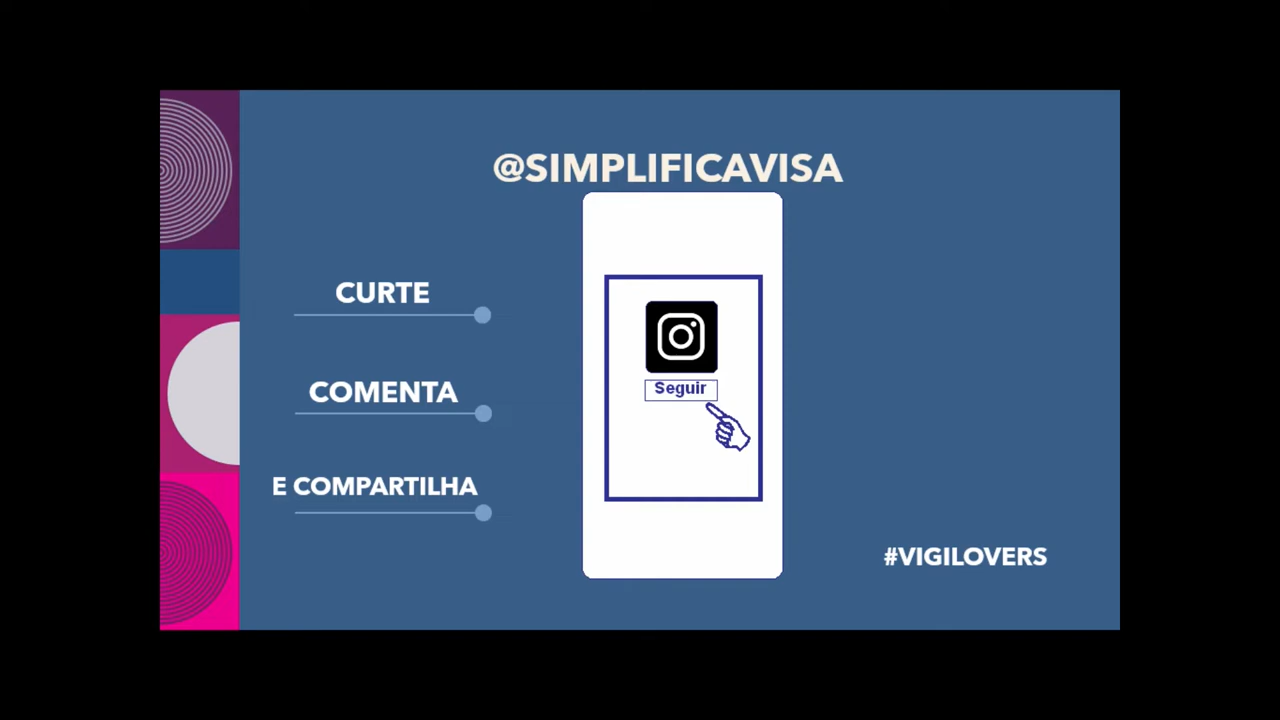 @SIMPLIFICAVISA
CURTE
COMENTA
E COMPARTILHA
Seguir
#VIGILOVERS